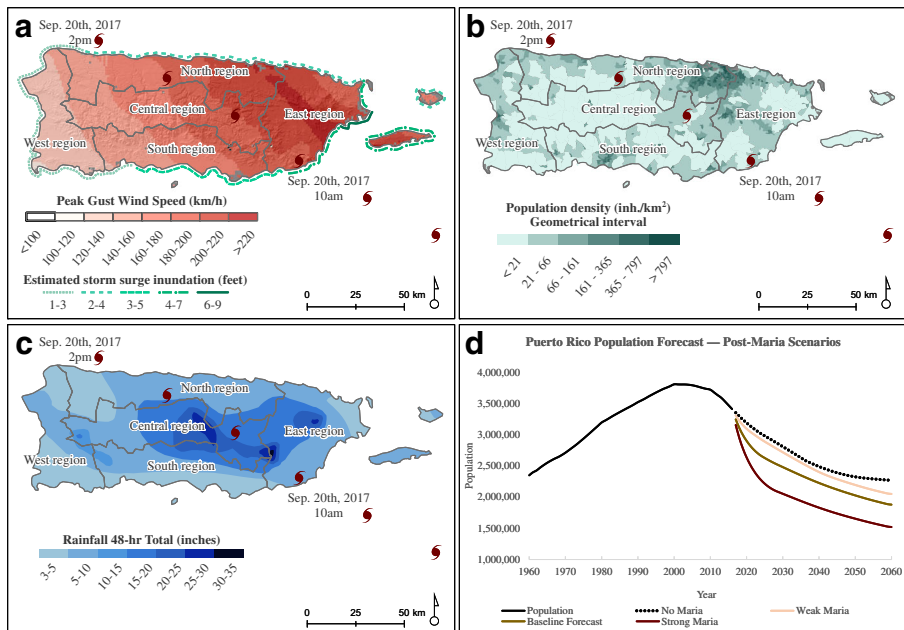 a
Sep. 20th, 2017
2pm
North region
Central region
East region
West region
South region
Sep. 20th, 2017
10am
Peak Gust Wind Speed (km/h)
<100
100-120
120-140
140-160
160-180
180-200
200-220
>220
Estimated storm surge inundation (feet)
1-3
2-4
3-5
4-7
6-9
0
25
50 km
b
Sep. 20th, 2017
2pm
North region
Central region
East region
West region
South region
Sep. 20th, 2017
10am
Population density (inh./km²)
Geometrical interval
< 21
21 - 66
66 - 161
161 - 365
365 - 797
> 797
0
25
50 km
c
Sep. 20th, 2017
2pm
North region
Central region
East region
West region
South region
Sep. 20th, 2017
10am
Rainfall 48-hr Total (inches)
3-5
5-10
10-15
15-20
20-25
25-30
30-35
0
25
50 km
d
Puerto Rico Population Forecast — Post-Maria Scenarios
4,000,000
3,500,000
3,000,000
2,500,000
2,000,000
1,500,000
1,000,000
Population
1960 1970 1980 1990 2000 2010 2020 2030 2040 2050 2060
Year
Population No Maria Weak Maria
Baseline Forecast Strong Maria